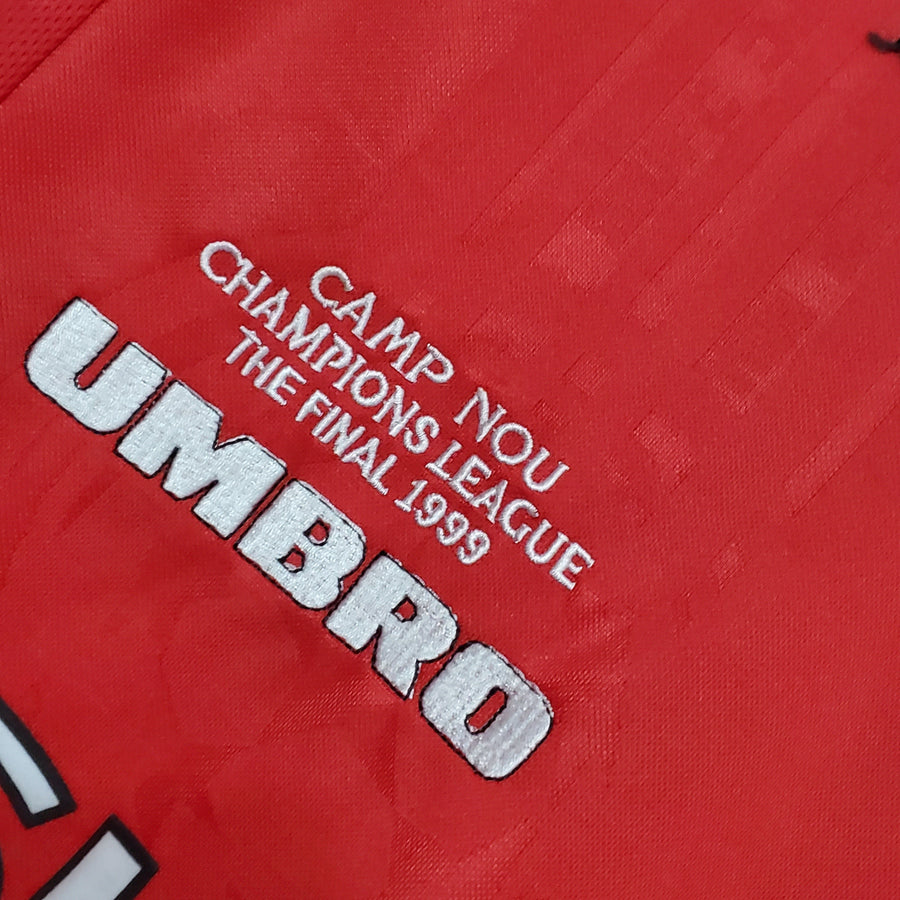 CAMP NOU
CHAMPIONS LEAGUE
THE FINAL 1999
UMBRO